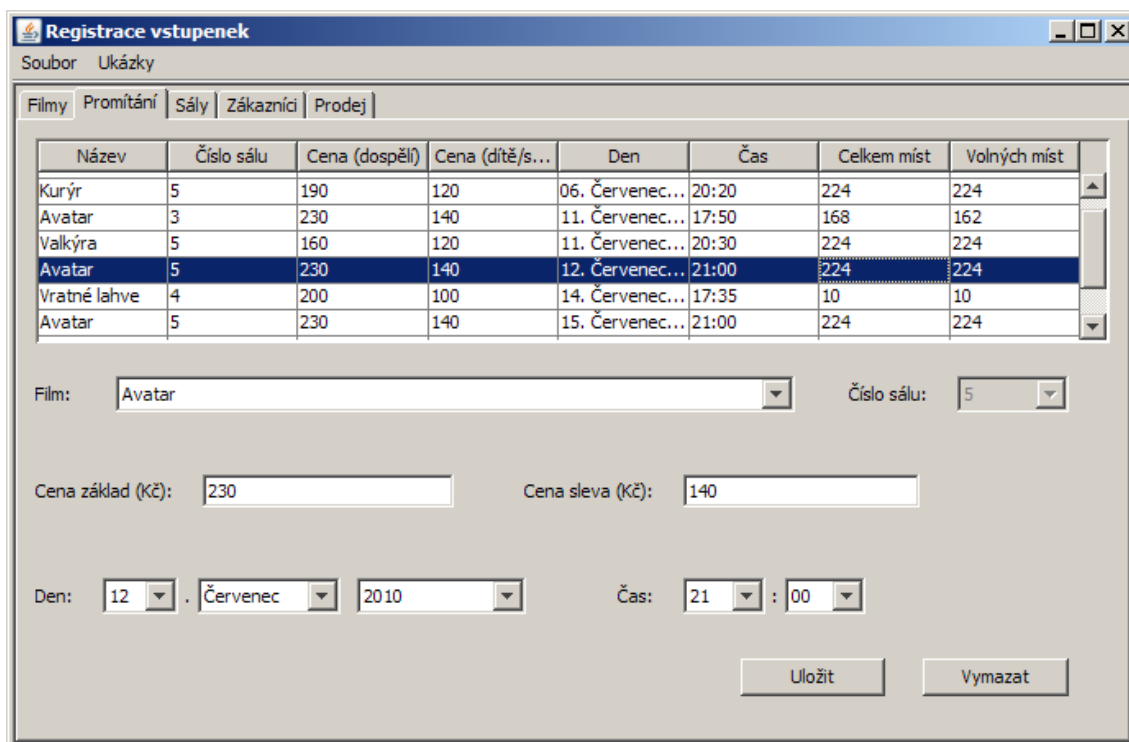 Registrace vstupenek
Soubor Ukázky
Filmy Promítání Sály Zákazníci Prodej
Název Číslo sálu Cena (dospělí) Cena (dítě/s... Den Čas Celkem míst Volných míst
Kurýr 5 190 120 06. Červenec... 20:20 224 224
Avatar 3 230 140 11. Červenec... 17:50 168 162
Valkýra 5 160 120 11. Červenec... 20:30 224 224
Avatar 5 230 140 12. Červenec... 21:00 224 224
Vratné lahve 4 200 100 14. Červenec... 17:35 10 10
Avatar 5 230 140 15. Červenec... 21:00 224 224
Film: Avatar Číslo sálu: 5
Cena základ (Kč): 230 Cena sleva (Kč): 140
Den: 12 . Červenec 2010 Čas: 21 : 00
Uložit Vymazat